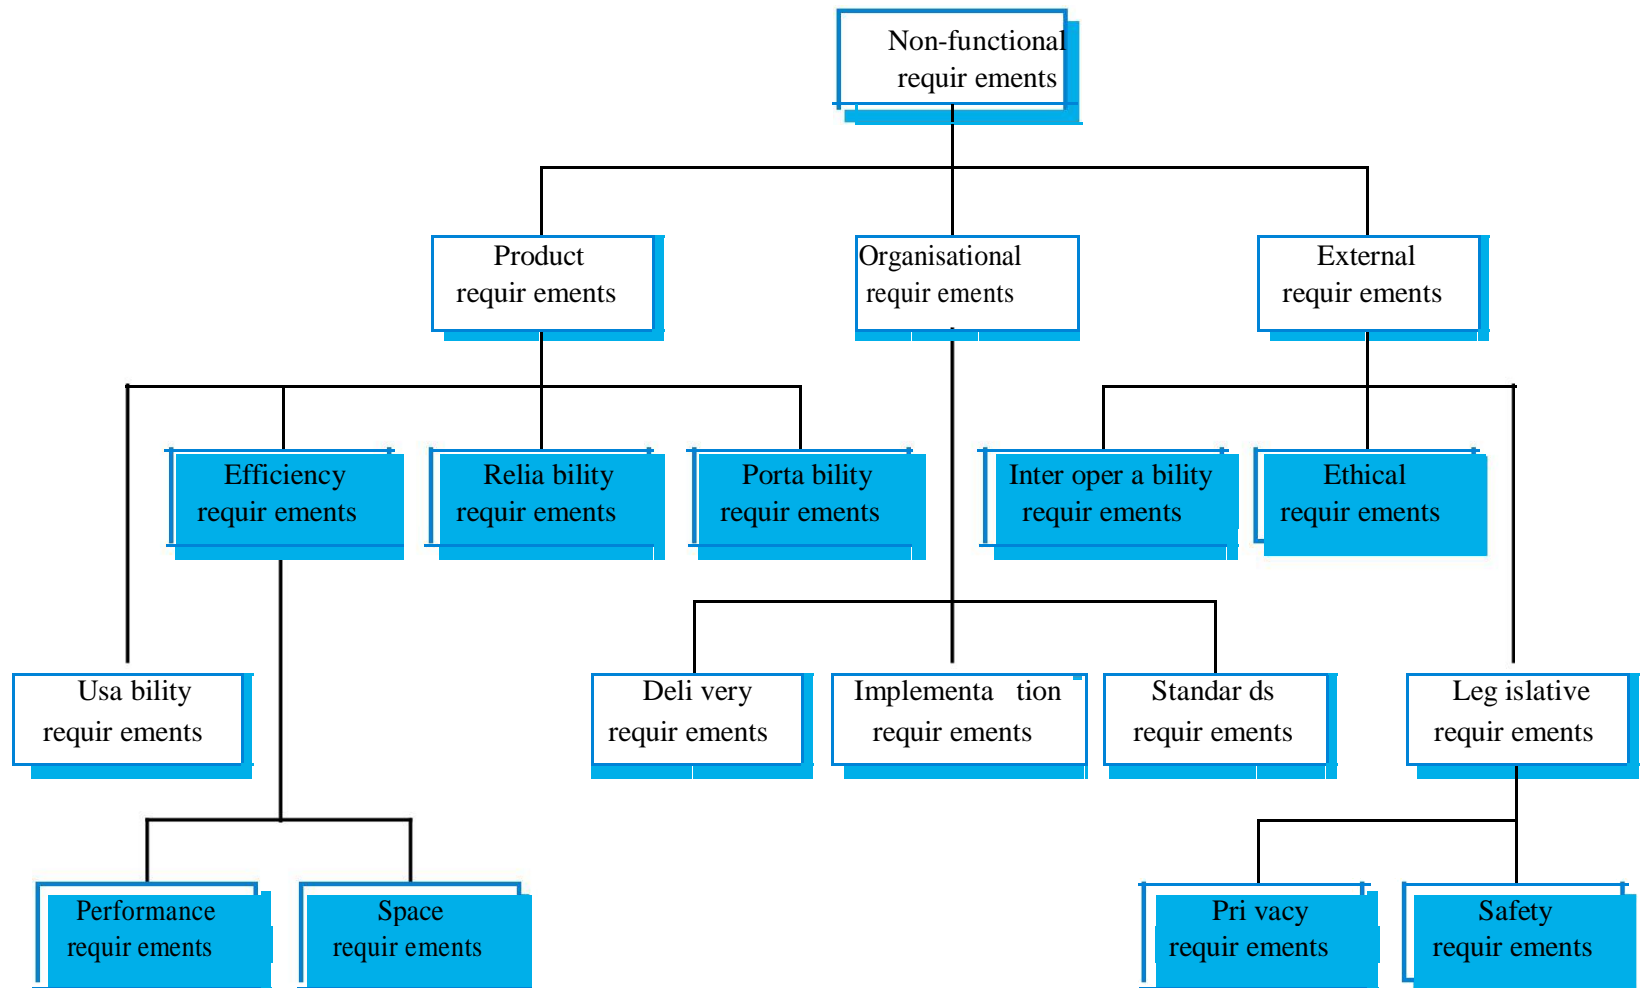 Non-functional
requir ements
Product
requir ements
Organisational
requir ements
External
requir ements
Efficiency
requir ements
Relia bility
requir ements
Porta bility
requir ements
Inter oper a bility
requir ements
Ethical
requir ements
Usa bility
requir ements
Deli very
requir ements
Implementa tion
requir ements
Standar ds
requir ements
Leg islative
requir ements
Performance
requir ements
Space
requir ements
Pri vacy
requir ements
Safety
requir ements